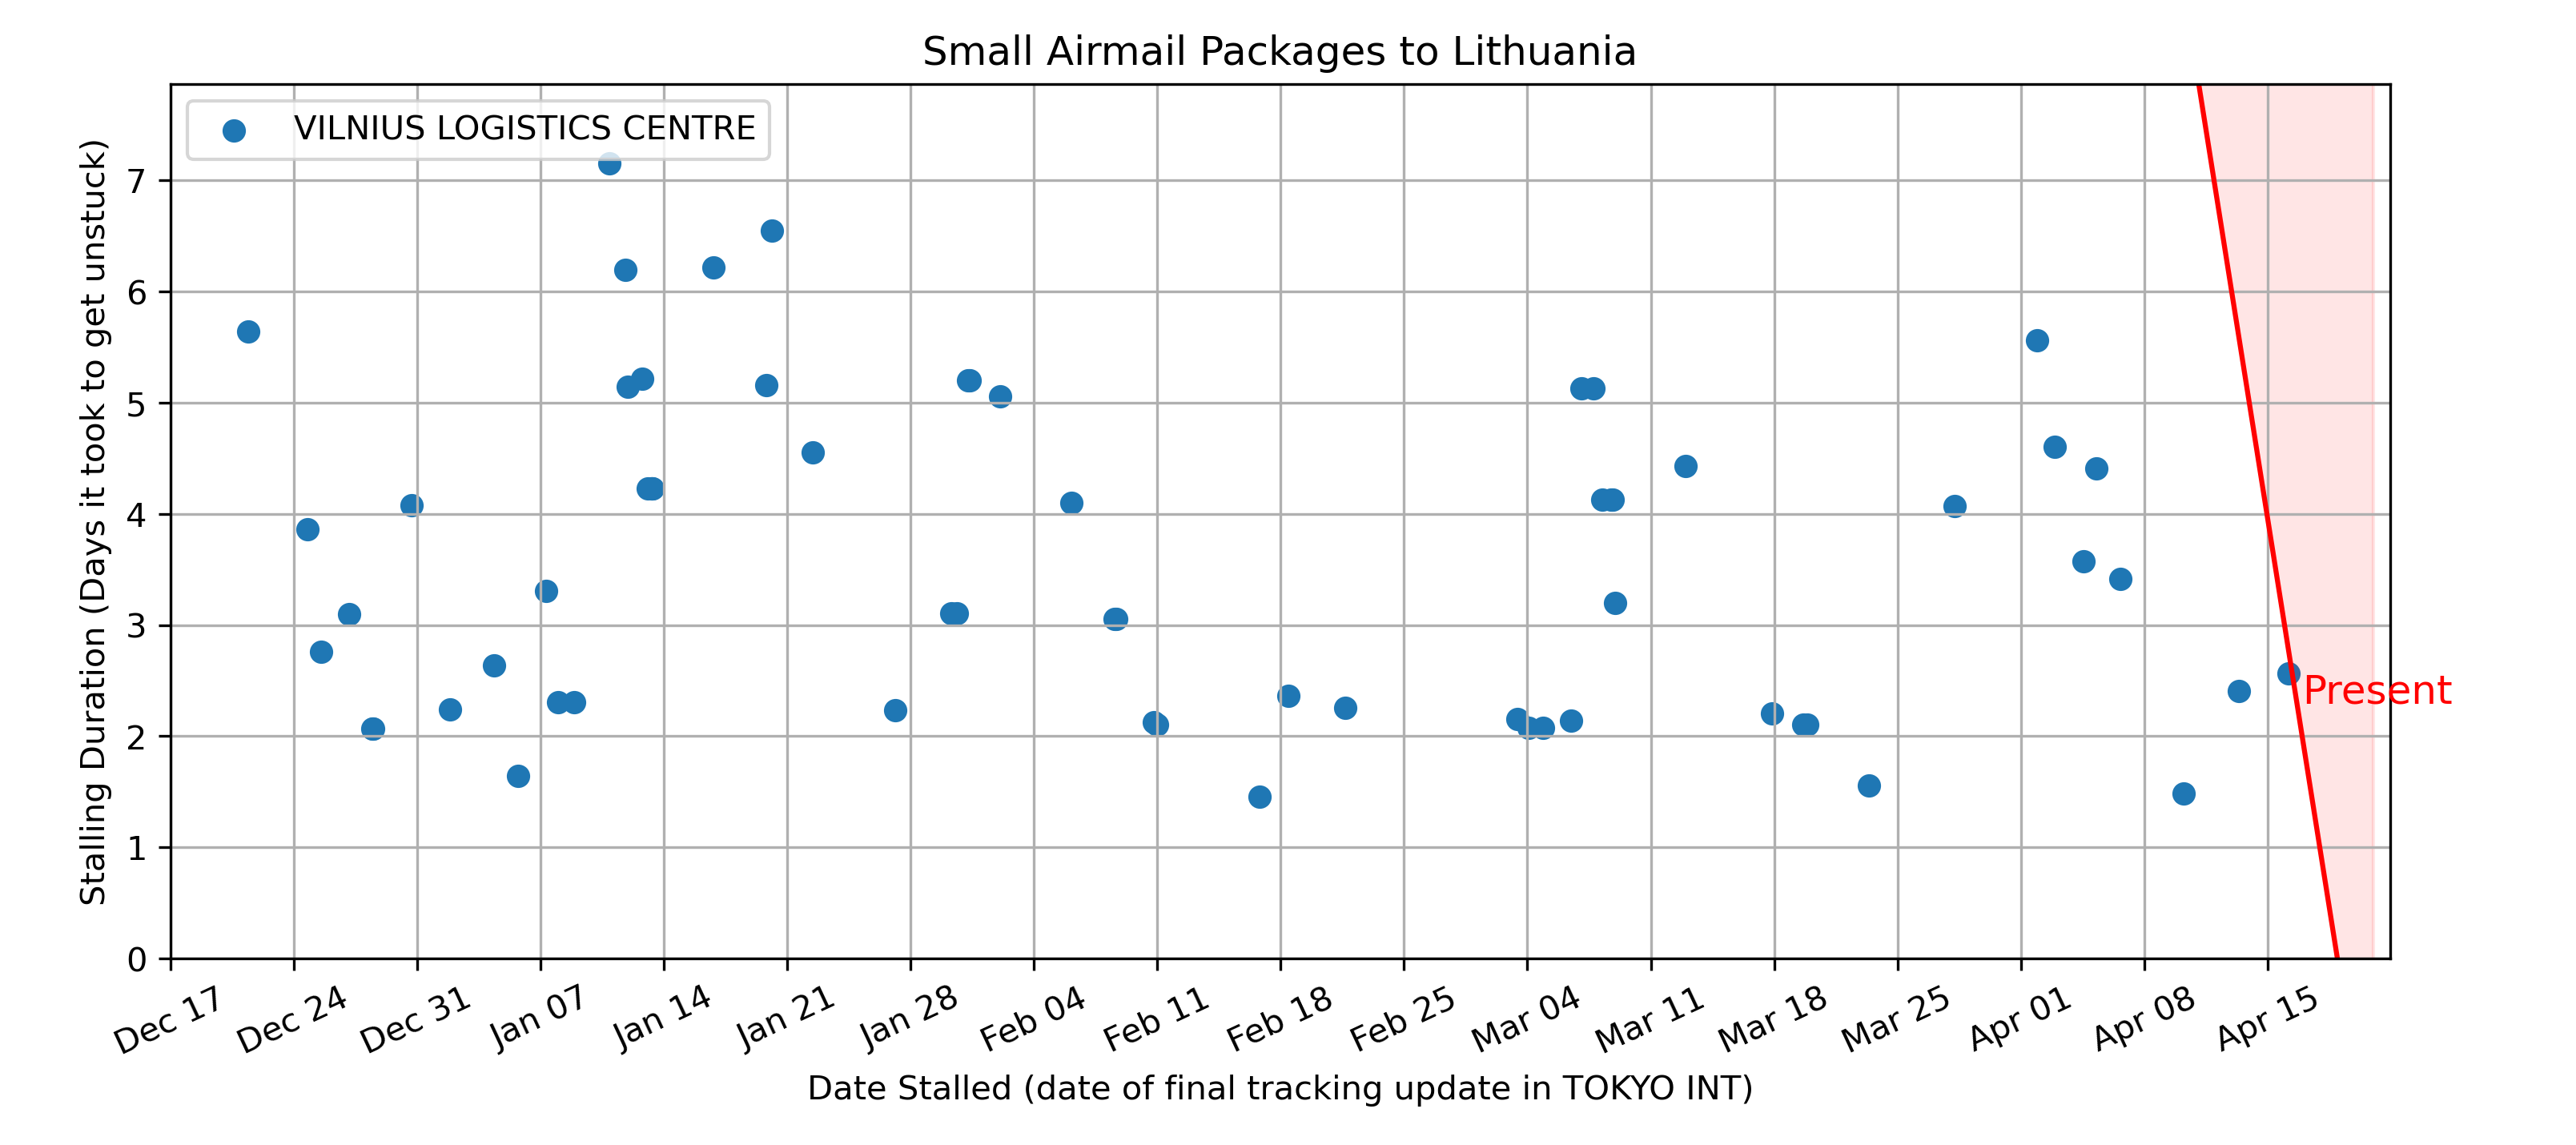 Small Airmail Packages to Lithuania
VILNIUS LOGISTICS CENTRE
Stalling Duration (Days it took to get unstuck)
7
6
5
4
3
2
1
0
Present
Dec 17
Dec 24
Dec 31
Jan 07
Jan 14
Jan 21
Jan 28
Feb 04
Feb 11
Feb 18
Feb 25
Mar 04
Mar 11
Mar 18
Mar 25
Apr 01
Apr 08
Apr 15
Date Stalled (date of final tracking update in TOKYO INT)